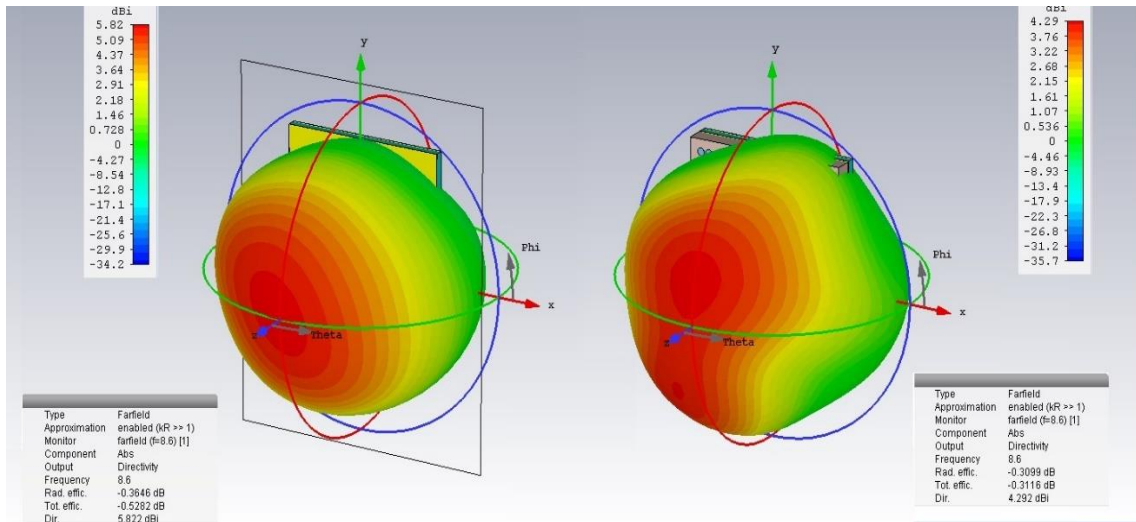 dBi
5.82
5.09
4.37
3.64
2.91
2.18
1.46
0.728
0
-4.27
-8.54
-12.8
-17.1
-21.4
-25.6
-29.9
-34.2
y
Phi
x
z
Theta
Type Farfield
Approximation enabled (kR >> 1)
Monitor farfield (f=8.6) [1]
Component Abs
Output Directivity
Frequency 8.6
Rad. effic. -0.3646 dB
Tot. effic. -0.5282 dB
Dir. 5.822 dBi
dBi
4.29
3.76
3.22
2.68
2.15
1.61
1.07
0.536
0
-4.46
-8.93
-13.4
-17.9
-22.3
-26.8
-31.2
-35.7
y
Phi
x
z
Theta
Type Farfield
Approximation enabled (kR >> 1)
Monitor farfield (f=8.6) [1]
Component Abs
Output Directivity
Frequency 8.6
Rad. effic. -0.3099 dB
Tot. effic. -0.3116 dB
Dir. 4.292 dBi